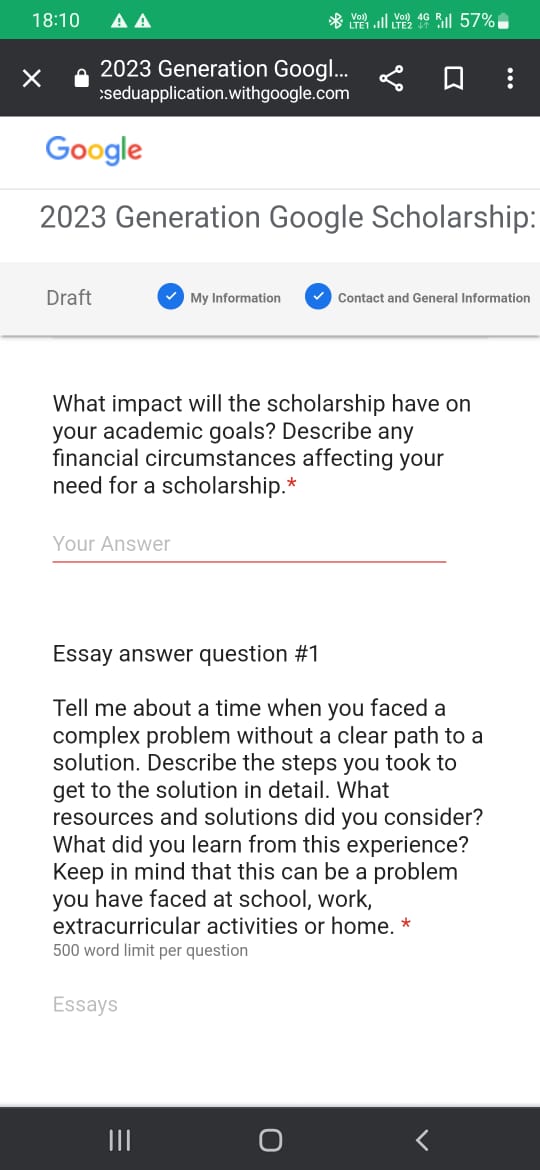 18:10
Vo)) LTE1 Vo)) LTE2 4G R 57%
2023 Generation Googl...
:seduapplication.withgoogle.com
Google
2023 Generation Google Scholarship:
Draft My Information Contact and General Information
What impact will the scholarship have on
your academic goals? Describe any
financial circumstances affecting your
need for a scholarship.*
Your Answer
Essay answer question #1
Tell me about a time when you faced a
complex problem without a clear path to a
solution. Describe the steps you took to
get to the solution in detail. What
resources and solutions did you consider?
What did you learn from this experience?
Keep in mind that this can be a problem
you have faced at school, work,
extracurricular activities or home. *
500 word limit per question
Essays